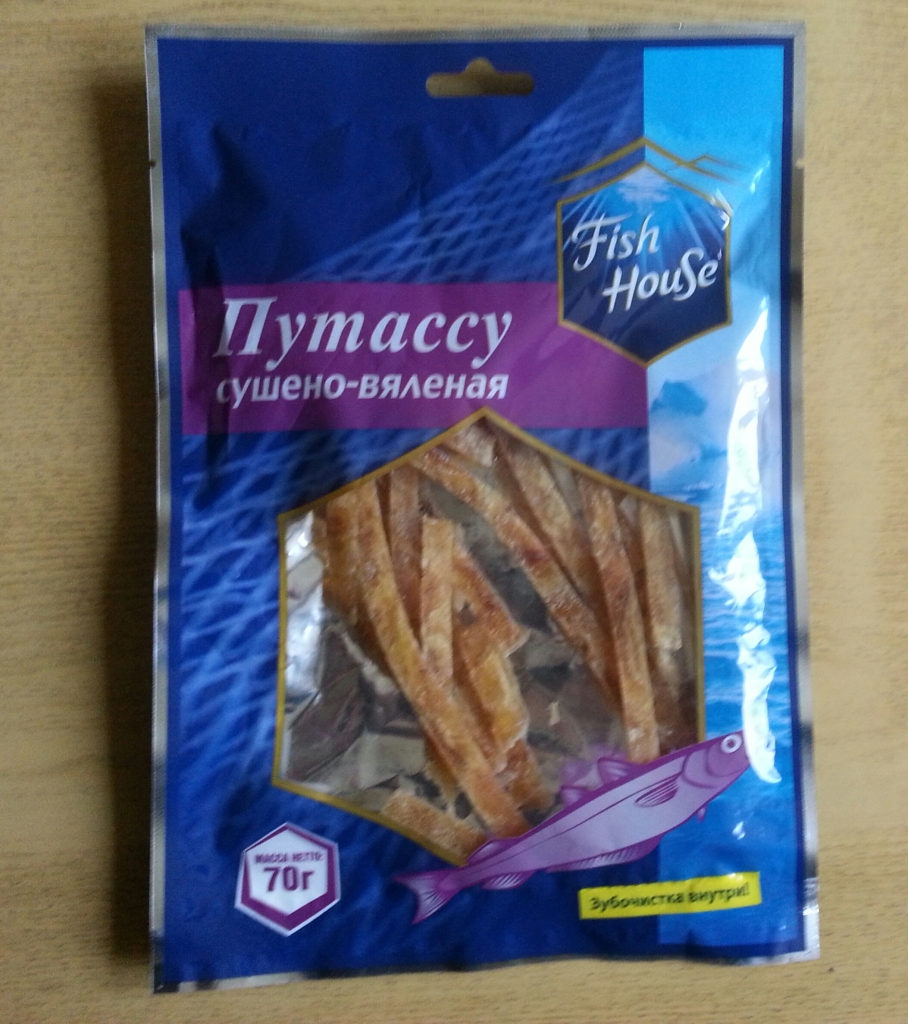 Fish
House
Путассу
сушено-вяленая
МАССА НЕТТО:
70г
Зубочистка внутри!